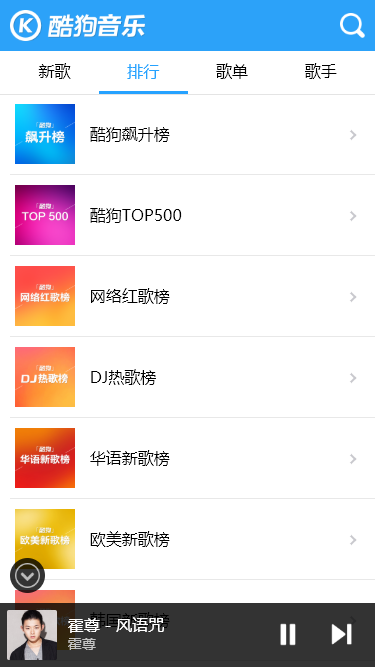 酷狗音乐
新歌 排行 歌单 歌手
「酷狗」
飙升榜
酷狗飙升榜
「酷狗」
TOP 500
酷狗TOP500
「酷狗」
网络红歌榜
网络红歌榜
「酷狗」
DJ热歌榜
DJ热歌榜
「酷狗」
华语新歌榜
华语新歌榜
「酷狗」
欧美新歌榜
欧美新歌榜
韩国新歌榜
霍尊 - 风语咒
霍尊